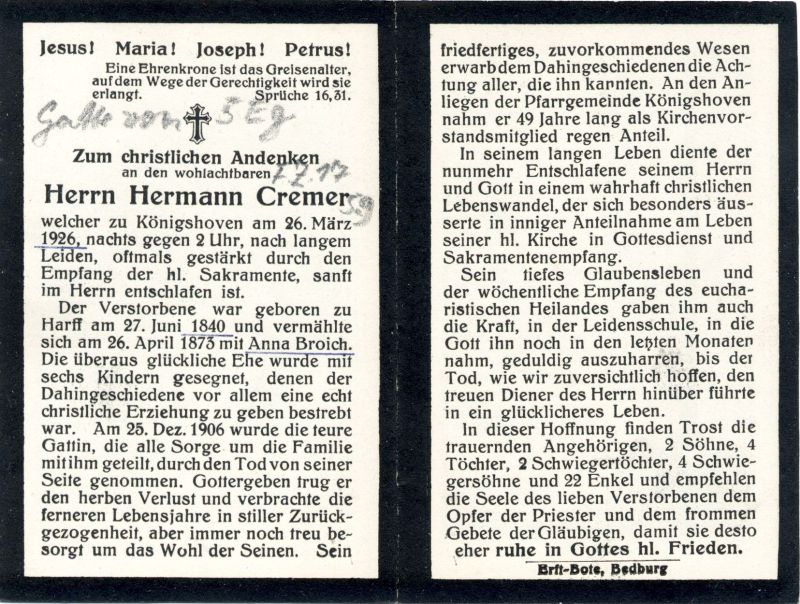 Jesus! Maria! Joseph! Petrus!
Eine Ehrenkrone ist das Greisenalter,
auf dem Wege der Gerechtigkeit wird sie
erlangt. Sprüche 16,31.
Gatte von 5 Eg
Zum christlichen Andenken
an den wohlachtbaren
Herrn Hermann Cremer
59
welcher zu Königshoven am 26. März
1926, nachts gegen 2 Uhr, nach langem
Leiden, oftmals gestärkt durch den
Empfang der hl. Sakramente, sanft
im Herrn entschlafen ist.
Der Verstorbene war geboren zu
Harff am 27. Juni 1840 und vermählte
sich am 26. April 1873 mit Anna Broich.
Die überaus glückliche Ehe wurde mit
sechs Kindern gesegnet, denen der
Dahingeschiedene vor allem eine echt
christliche Erziehung zu geben bestrebt
war. Am 25. Dez. 1906 wurde die teure
Gattin, die alle Sorge um die Familie
mit ihm geteilt, durch den Tod von seiner
Seite genommen. Gottergeben trug er
den herben Verlust und verbrachte die
ferneren Lebensjahre in stiller Zurück-
gezogenheit, aber immer noch treu be-
sorgt um das Wohl der Seinen. Sein
friedfertiges, zuvorkommendes Wesen
erwarb dem Dahingeschiedenen die Ach-
tung aller, die ihn kannten. An den An-
liegen der Pfarrgemeinde Königshoven
nahm er 49 Jahre lang als Kirchenvor-
standsmitglied regen Anteil.
In seinem langen Leben diente der
nunmehr Entschlafene seinem Herrn
und Gott in einem wahrhaft christlichen
Lebenswandel, der sich besonders äus-
serte in inniger Anteilnahme am Leben
seiner hl. Kirche in Gottesdienst und
Sakramentenempfang.
Sein tiefes Glaubensleben und
der wöchentliche Empfang des eucha-
ristischen Heilandes gaben ihm auch
die Kraft, in der Leidensschule, in die
Gott ihn noch in den letzten Monaten
nahm, geduldig auszuharren, bis der
Tod, wie wir zuversichtlich hoffen, den
treuen Diener des Herrn hinüber führte
in ein glücklicheres Leben.
In dieser Hoffnung finden Trost die
trauernden Angehörigen, 2 Söhne, 4
Töchter, 2 Schwiegertöchter, 4 Schwie-
gersöhne und 22 Enkel und empfehlen
die Seele des lieben Verstorbenen dem
Opfer der Priester und dem frommen
Gebete der Gläubigen, damit sie desto
eher ruhe in Gottes hl. Frieden.
Erft-Bote, Bedburg